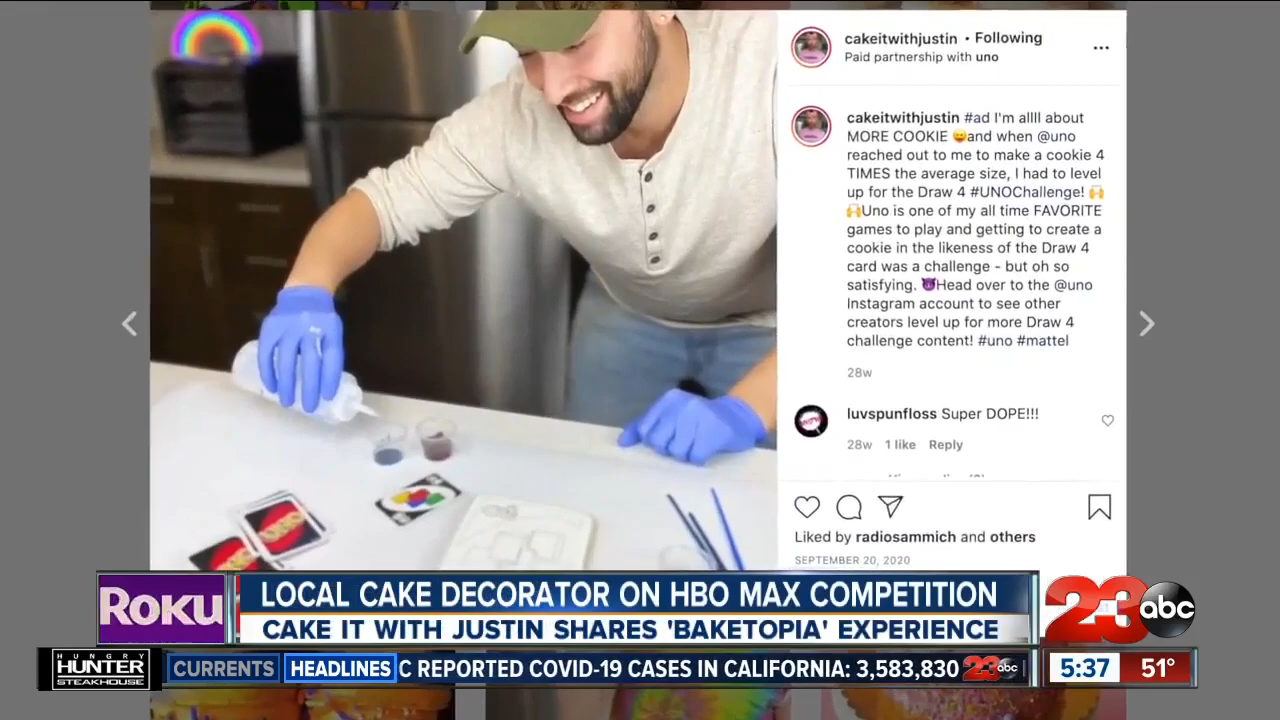 cakeitwithjustin • Following
Paid partnership with uno
cakeitwithjustin #ad I'm allll about
MORE COOKIE 😛and when @uno
reached out to me to make a cookie 4
TIMES the average size, I had to level
up for the Draw 4 #UNOChallenge! 🙌
🙌Uno is one of my all time FAVORITE
games to play and getting to create a
cookie in the likeness of the Draw 4
card was a challenge - but oh so
satisfying. 😈Head over to the @uno
Instagram account to see other
creators level up for more Draw 4
challenge content! #uno #mattel
28w
luvspunfloss Super DOPE!!!
28w 1 like Reply
Liked by radiosammich and others
SEPTEMBER 20, 2020
ROKU
LOCAL CAKE DECORATOR ON HBO MAX COMPETITION
CAKE IT WITH JUSTIN SHARES 'BAKETOPIA' EXPERIENCE
23 abc
HUNGRY
HUNTER
STEAKHOUSE
CURRENTS
HEADLINES
C REPORTED COVID-19 CASES IN CALIFORNIA: 3,583,830
23 abc
5:37
51°